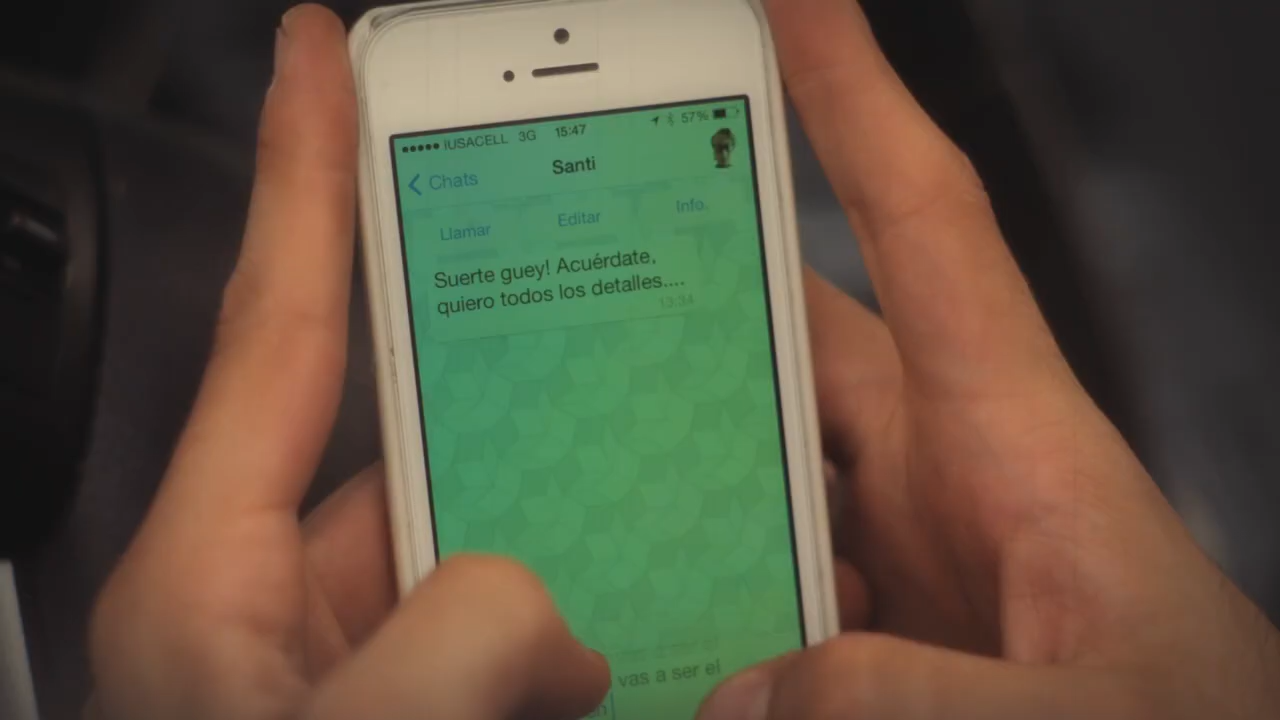 IUSACELL 3G 15:47 57%
Chats Santi
Llamar Editar Info.
Suerte guey! Acuérdate,
quiero todos los detalles....
13:34
vas a ser el